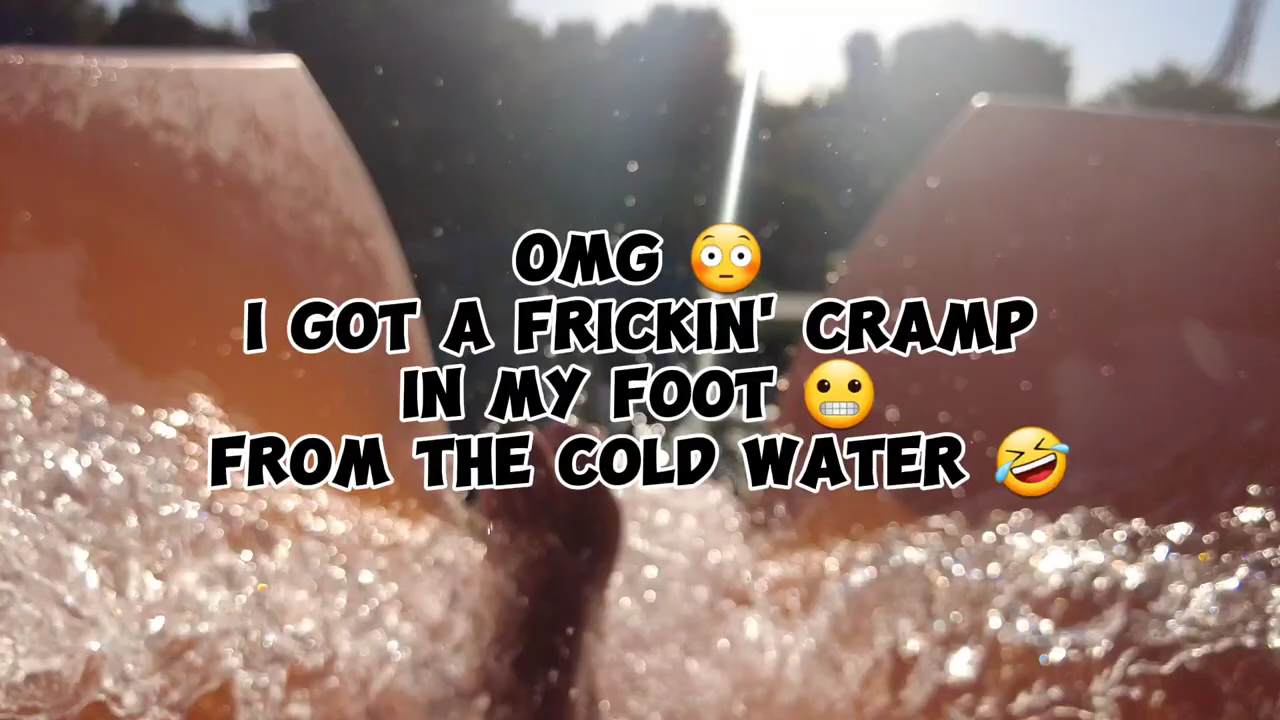 OMG 😳
I GOT A FRICKIN' CRAMP
IN MY FOOT 😬
FROM THE COLD WATER 🤣